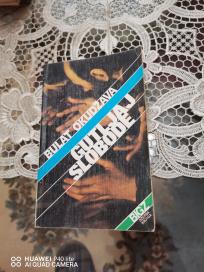 BULAT OKUDŽAVA
GUTLJAJ
SLOBODE
BIGZ
HUAWEI P40 lite
AI QUAD CAMERA